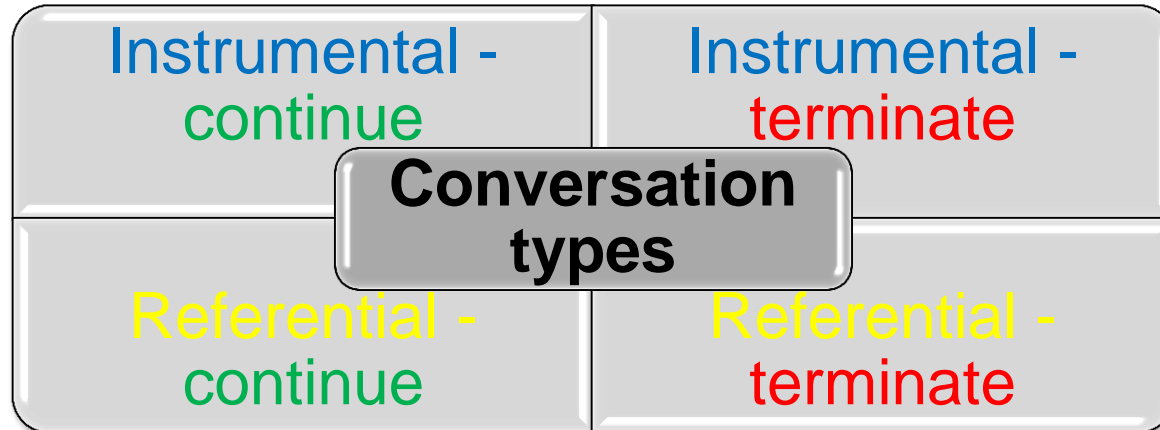 Instrumental -
continue
Instrumental -
terminate
Conversation
types
Referential -
continue
Referential -
terminate